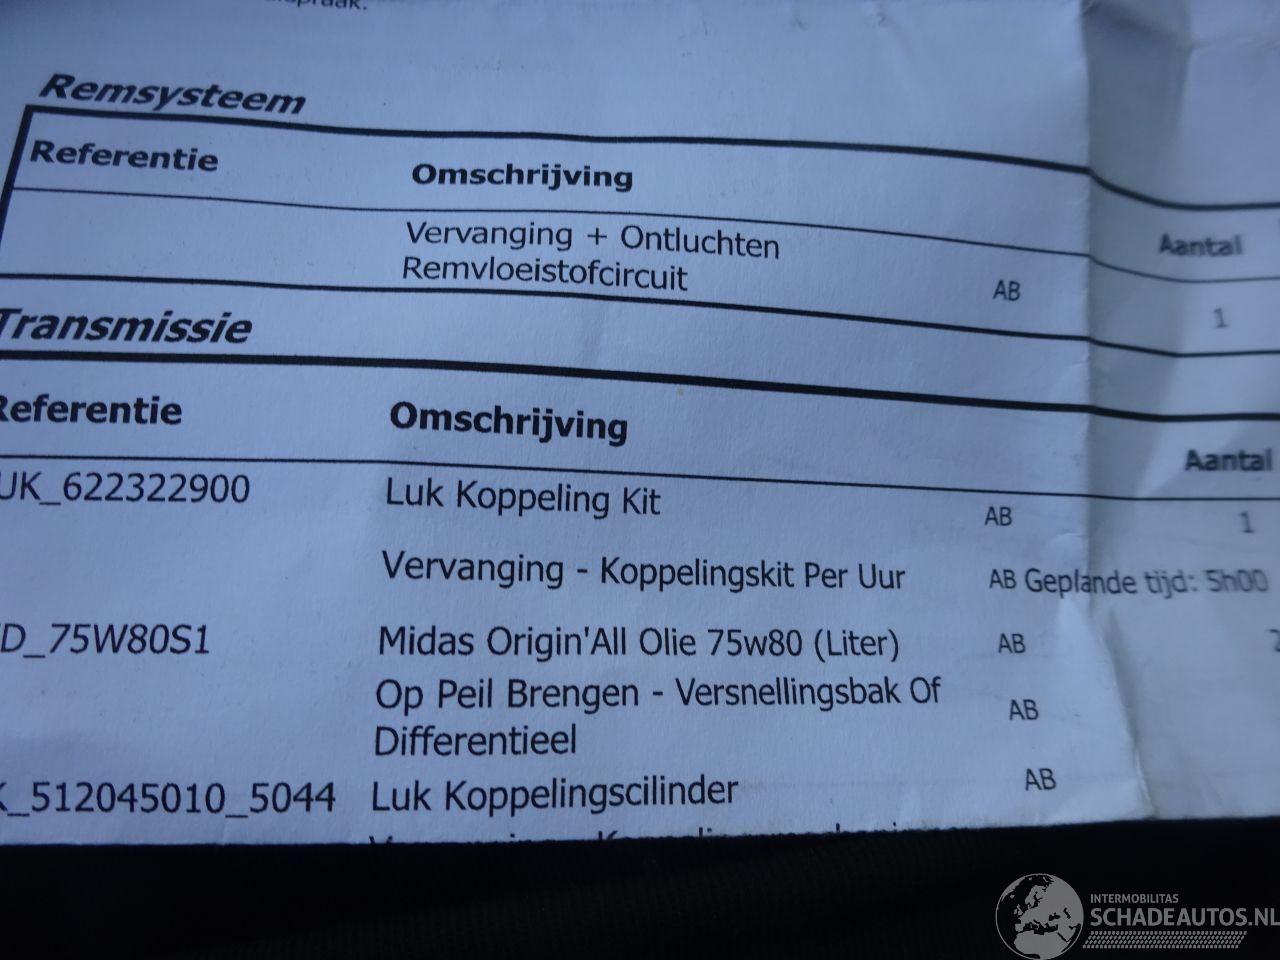 Remsysteem
Referentie Omschrijving Aantal
Vervanging + Ontluchten
Remvloeistofcircuit AB 1
Transmissie
Referentie Omschrijving Aantal
UK_622322900 Luk Koppeling Kit AB 1
Vervanging - Koppelingskit Per Uur AB Geplande tijd: 5h00
D_75W80S1 Midas Origin'All Olie 75w80 (Liter) AB
Op Peil Brengen - Versnellingsbak Of
Differentieel AB
K_512045010_5044 Luk Koppelingscilinder AB
INTERMOBILITAS
SCHADEAUTOS.NL